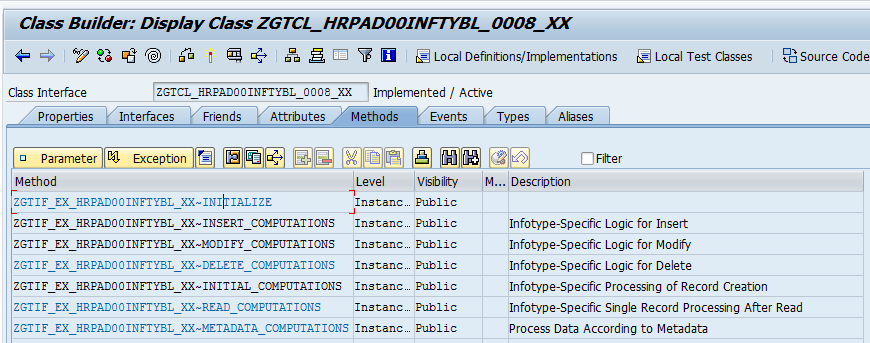 Class Builder: Display Class ZGTCL_HRPAD00INFTYBL_0008_XX
Local Definitions/Implementations Local Test Classes Source Code
Class Interface ZGTCL_HRPAD00INFTYBL_0008_XX Implemented / Active
Properties Interfaces Friends Attributes Methods Events Types Aliases
Parameter Exception Filter
Method Level Visibility M... Description
ZGTIF_EX_HRPAD00INFTYBL_XX~INITIALIZE Instanc... Public
ZGTIF_EX_HRPAD00INFTYBL_XX~INSERT_COMPUTATIONS Instanc... Public Infotype-Specific Logic for Insert
ZGTIF_EX_HRPAD00INFTYBL_XX~MODIFY_COMPUTATIONS Instanc... Public Infotype-Specific Logic for Modify
ZGTIF_EX_HRPAD00INFTYBL_XX~DELETE_COMPUTATIONS Instanc... Public Infotype-Specific Logic for Delete
ZGTIF_EX_HRPAD00INFTYBL_XX~INITIAL_COMPUTATIONS Instanc... Public Infotype-Specific Processing of Record Creation
ZGTIF_EX_HRPAD00INFTYBL_XX~READ_COMPUTATIONS Instanc... Public Infotype-Specific Single Record Processing After Read
ZGTIF_EX_HRPAD00INFTYBL_XX~METADATA_COMPUTATIONS Instanc... Public Process Data According to Metadata